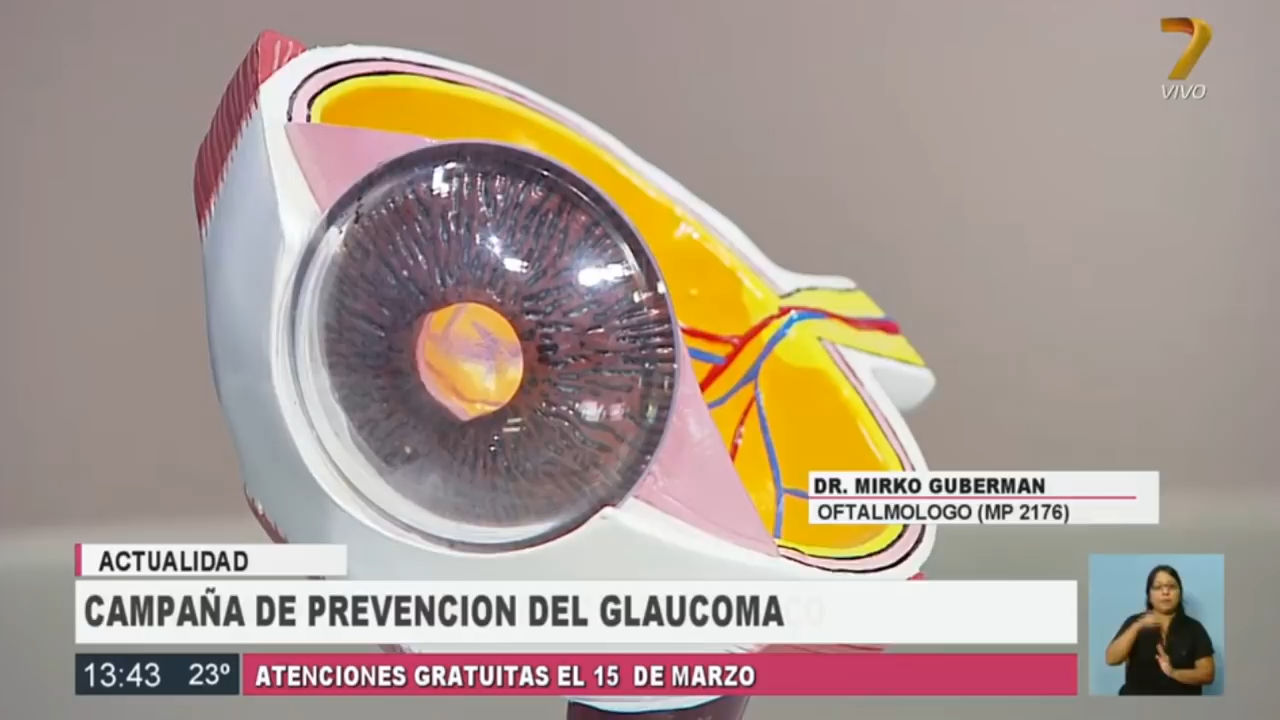 7
VIVO
DR. MIRKO GUBERMAN
OFTALMOLOGO (MP 2176)
ACTUALIDAD
CAMPAÑA DE PREVENCION DEL GLAUCOMA
13:43 23º ATENCIONES GRATUITAS EL 15 DE MARZO